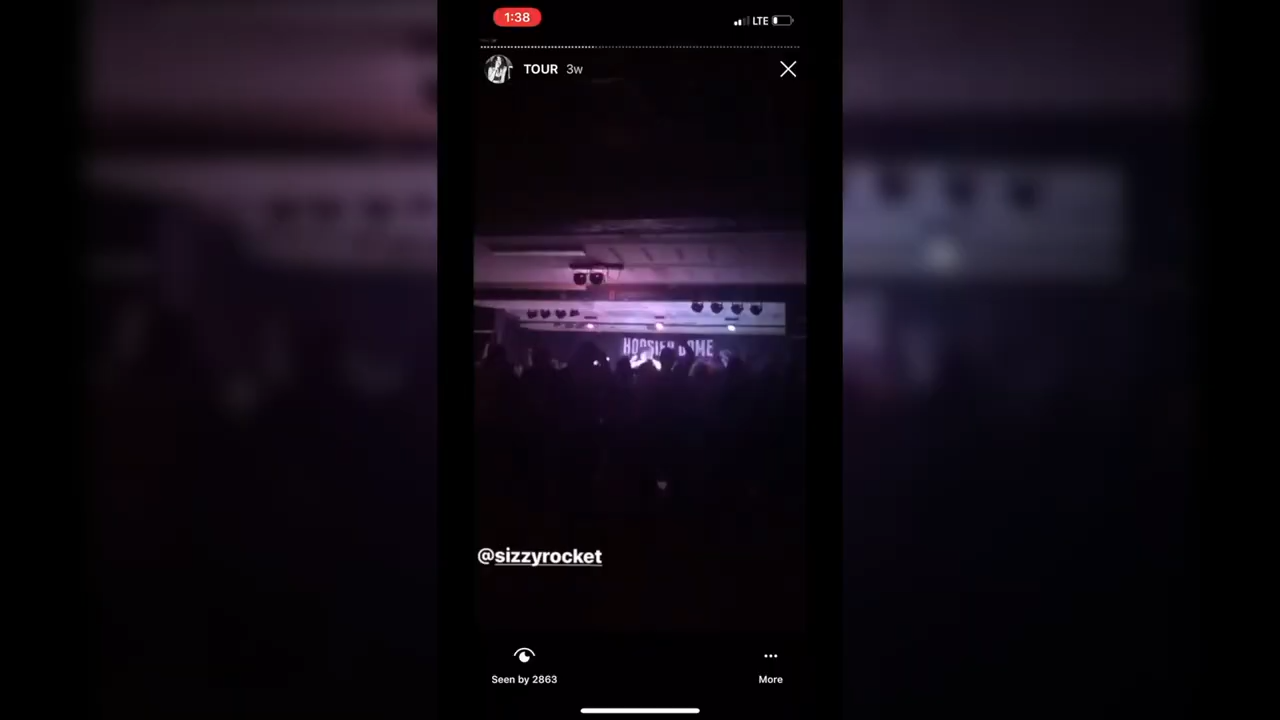 1:38
LTE
TOUR 3w
HOOSIER DOME
@sizzyrocket
Seen by 2863
More